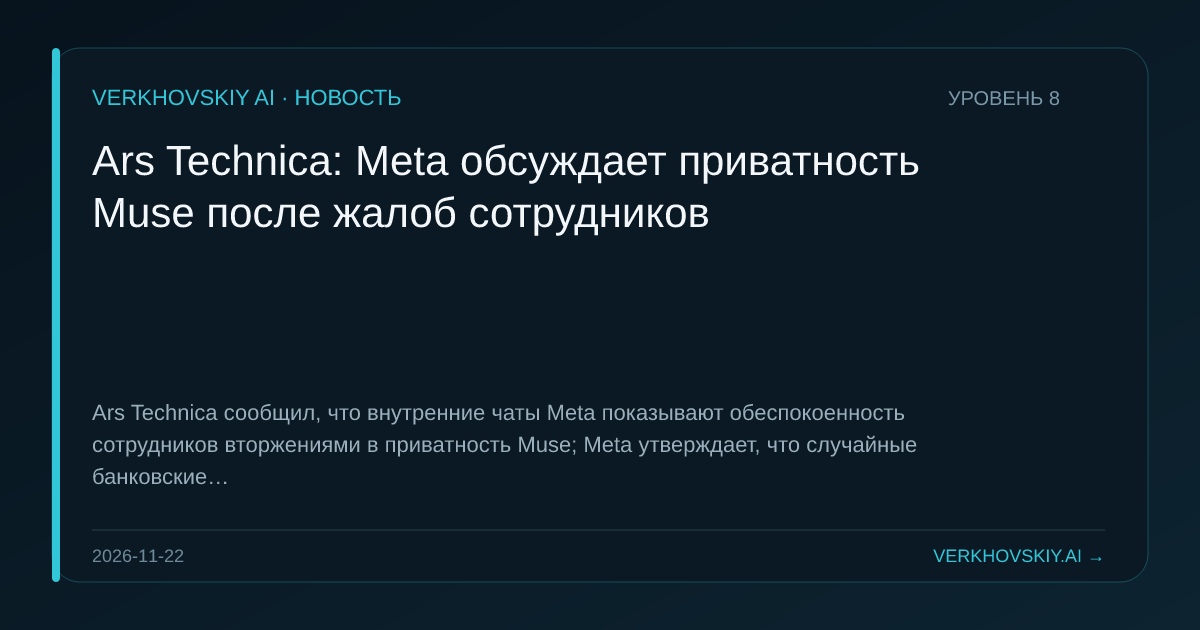 VERKHOVSKIY AI · НОВОСТЬ
УРОВЕНЬ 8
Ars Technica: Meta обсуждает приватность
Muse после жалоб сотрудников
Ars Technica сообщил, что внутренние чаты Meta показывают обеспокоенность
сотрудников вторжениями в приватность Muse; Meta утверждает, что случайные
банковские…
2026-11-22
VERKHOVSKIY.AI →